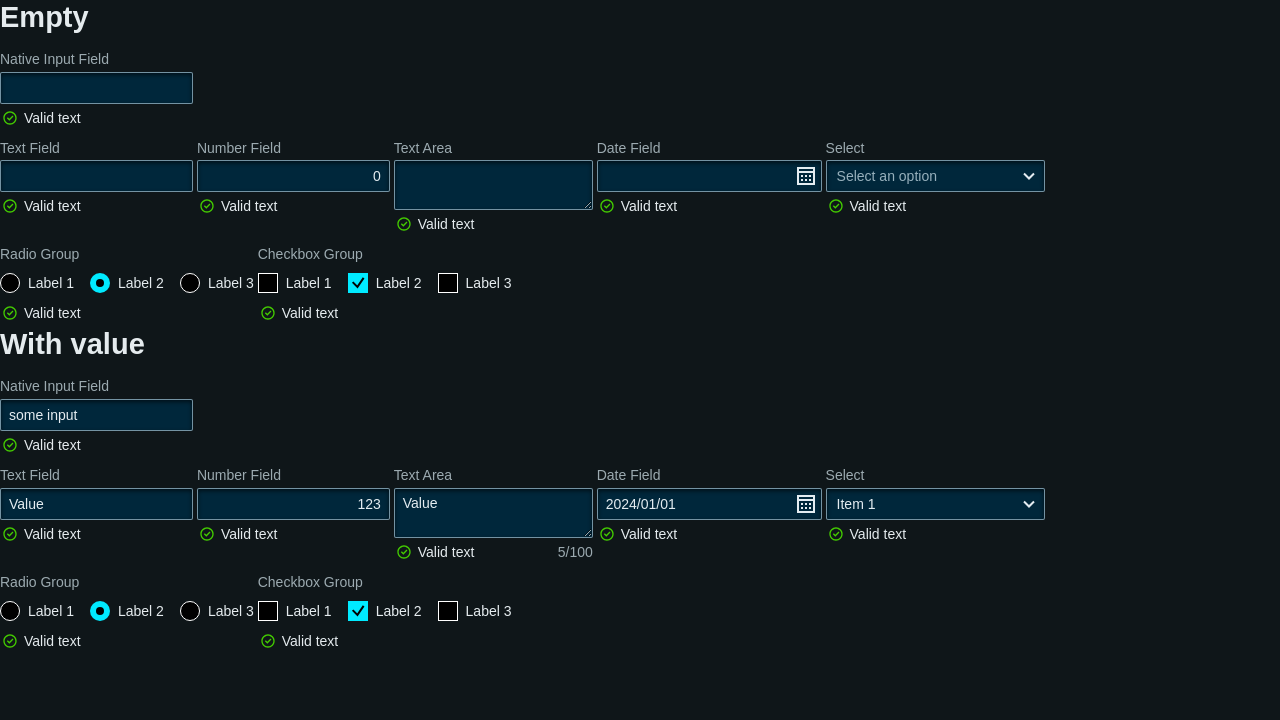 Empty
Native Input Field
Valid text
Text Field Number Field Text Area Date Field Select
0 Select an option
Valid text Valid text Valid text Valid text
Valid text
Radio Group Checkbox Group
Label 1 Label 2 Label 3 Label 1 Label 2 Label 3
Valid text Valid text
With value
Native Input Field
some input
Valid text
Text Field Number Field Text Area Date Field Select
Value 123 Value 2024/01/01 Item 1
Valid text Valid text Valid text Valid text
Valid text 5/100
Radio Group Checkbox Group
Label 1 Label 2 Label 3 Label 1 Label 2 Label 3
Valid text Valid text